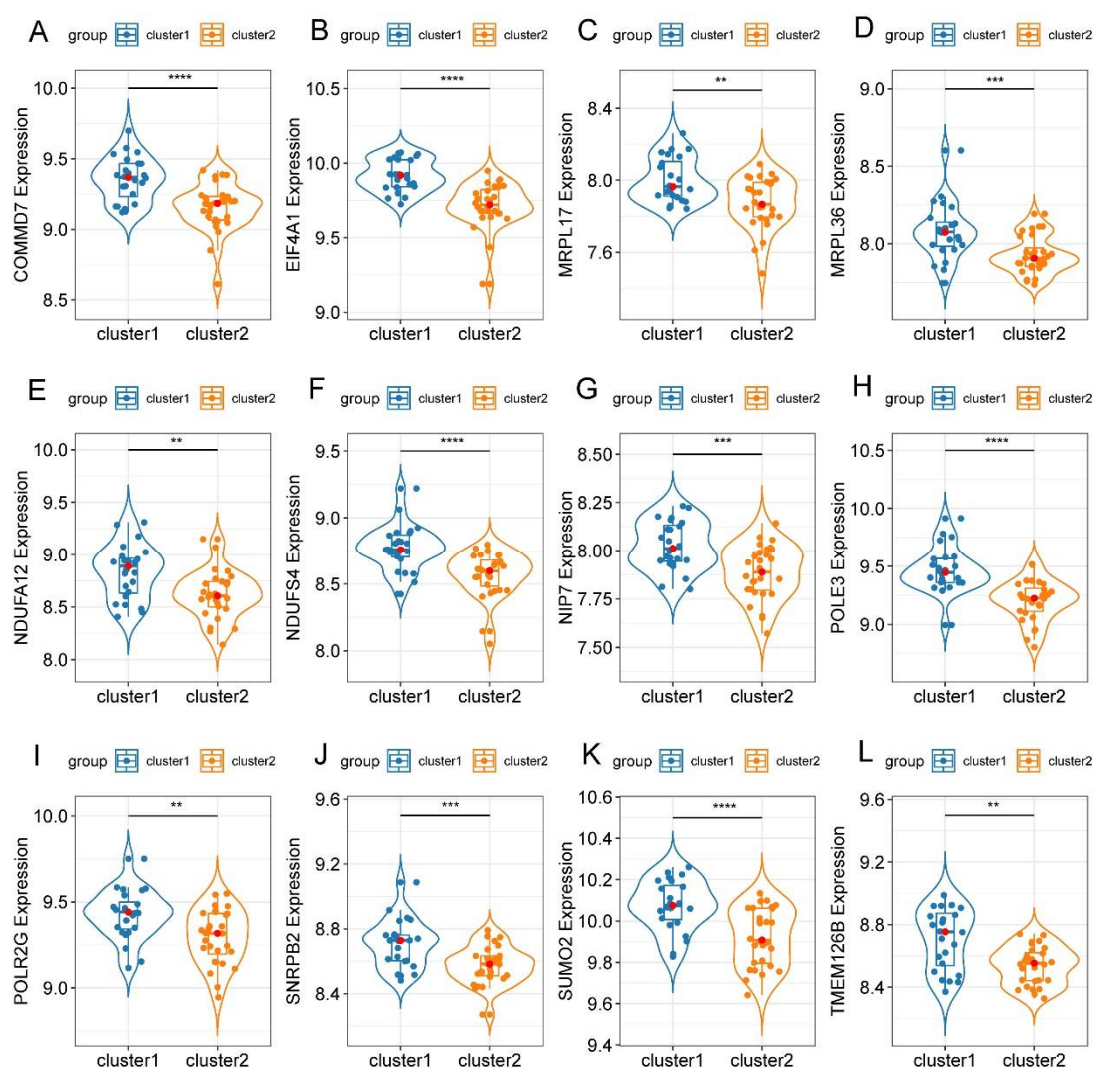 A group cluster1 cluster2
COMMD7 Expression
10.0
9.5
9.0
8.5
****
cluster1 cluster2
B group cluster1 cluster2
EIF4A1 Expression
10.5
10.0
9.5
9.0
****
cluster1 cluster2
C group cluster1 cluster2
MRPL17 Expression
8.4
8.0
7.6
**
cluster1 cluster2
D group cluster1 cluster2
MRPL36 Expression
9.0
8.5
8.0
***
cluster1 cluster2
E group cluster1 cluster2
NDUFA12 Expression
10.0
9.5
9.0
8.5
8.0
**
cluster1 cluster2
F group cluster1 cluster2
NDUFS4 Expression
9.5
9.0
8.5
8.0
****
cluster1 cluster2
G group cluster1 cluster2
NIP7 Expression
8.50
8.25
8.00
7.75
7.50
***
cluster1 cluster2
H group cluster1 cluster2
POLE3 Expression
10.5
10.0
9.5
9.0
****
cluster1 cluster2
I group cluster1 cluster2
POLR2G Expression
10.0
9.5
9.0
**
cluster1 cluster2
J group cluster1 cluster2
SNRPB2 Expression
9.6
9.2
8.8
8.4
***
cluster1 cluster2
K group cluster1 cluster2
SUMO2 Expression
10.6
10.4
10.2
10.0
9.8
9.6
9.4
****
cluster1 cluster2
L group cluster1 cluster2
TMEM126B Expression
9.6
9.2
8.8
8.4
**
cluster1 cluster2